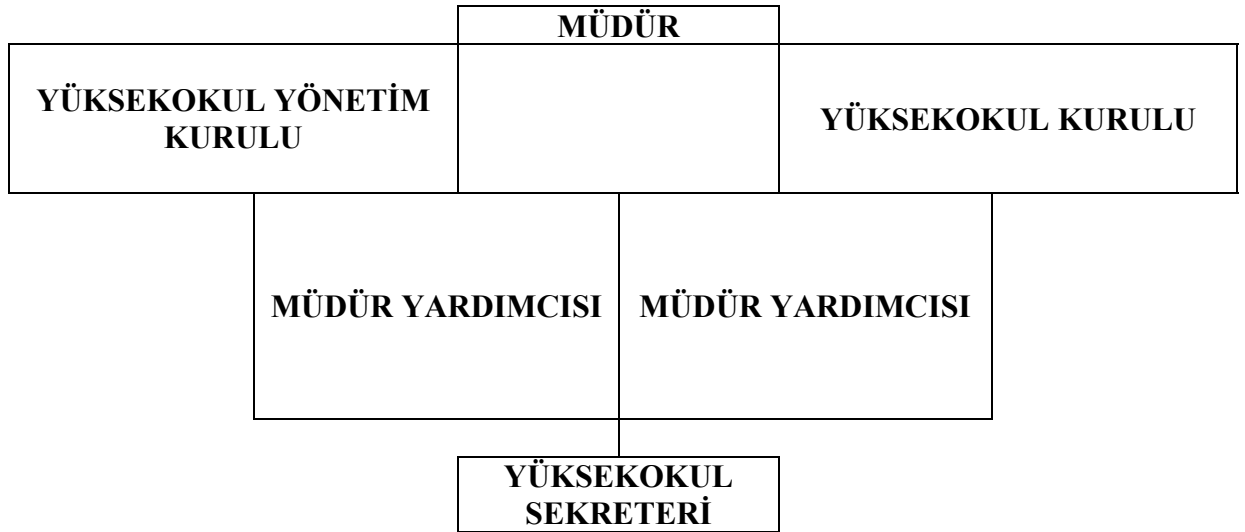 MÜDÜR
YÜKSEKOKUL YÖNETİM
KURULU
YÜKSEKOKUL KURULU
MÜDÜR YARDIMCISI
MÜDÜR YARDIMCISI
YÜKSEKOKUL
SEKRETERİ